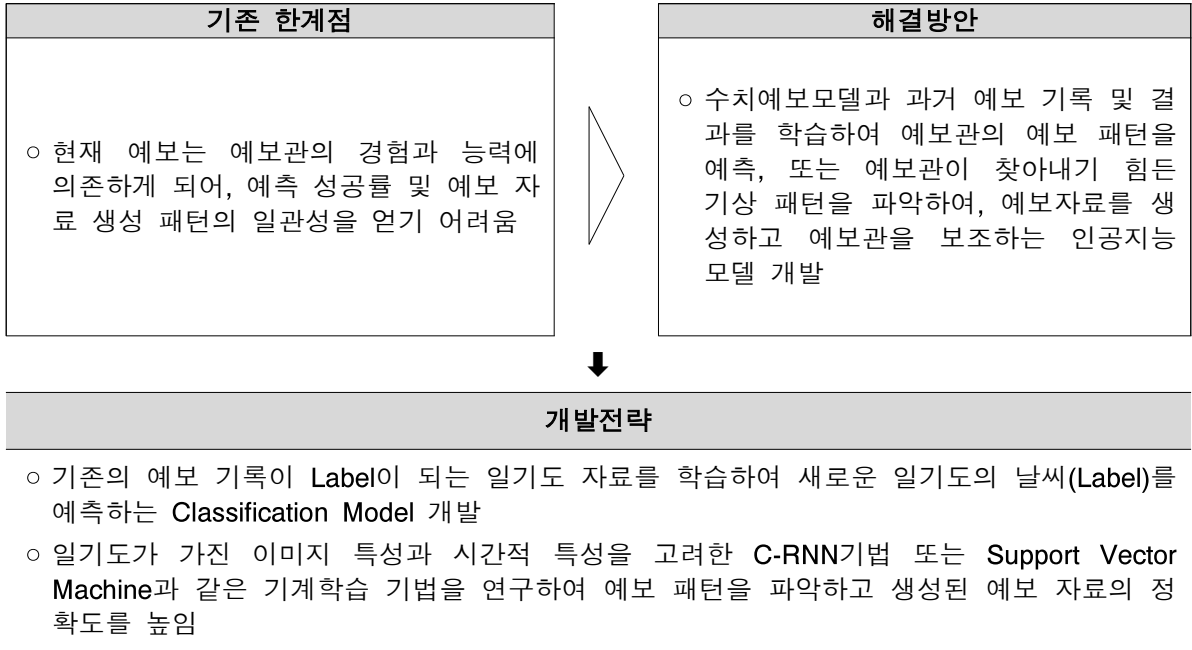 기존 한계점
○ 현재 예보는 예보관의 경험과 능력에
의존하게 되어, 예측 성공률 및 예보 자
료 생성 패턴의 일관성을 얻기 어려움
해결방안
○ 수치예보모델과 과거 예보 기록 및 결
과를 학습하여 예보관의 예보 패턴을
예측, 또는 예보관이 찾아내기 힘든
기상 패턴을 파악하여, 예보자료를 생
성하고 예보관을 보조하는 인공지능
모델 개발
개발전략
○ 기존의 예보 기록이 Label이 되는 일기도 자료를 학습하여 새로운 일기도의 날씨(Label)를
예측하는 Classification Model 개발
○ 일기도가 가진 이미지 특성과 시간적 특성을 고려한 C-RNN기법 또는 Support Vector
Machine과 같은 기계학습 기법을 연구하여 예보 패턴을 파악하고 생성된 예보 자료의 정
확도를 높임